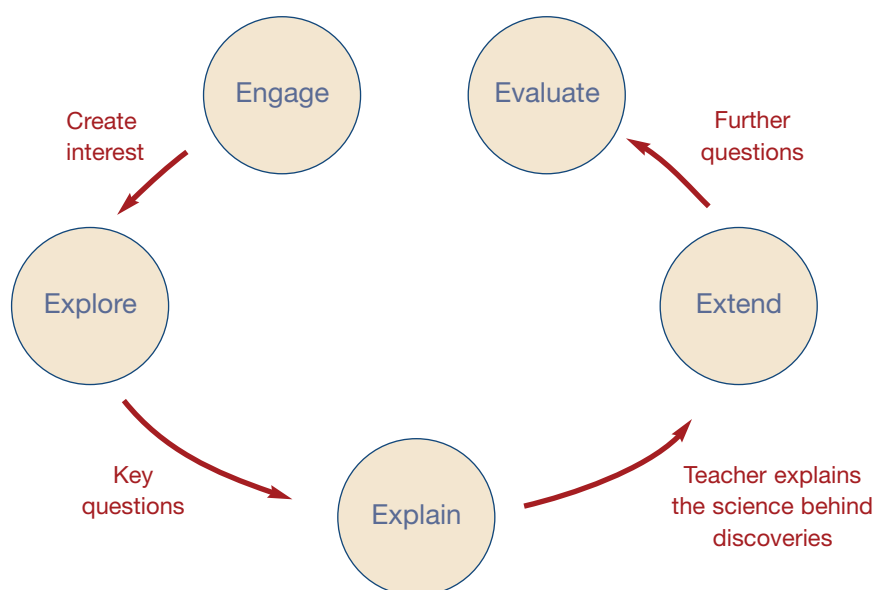 Engage
Evaluate
Create
interest
Further
questions
Explore
Extend
Key
questions
Explain
Teacher explains
the science behind
discoveries